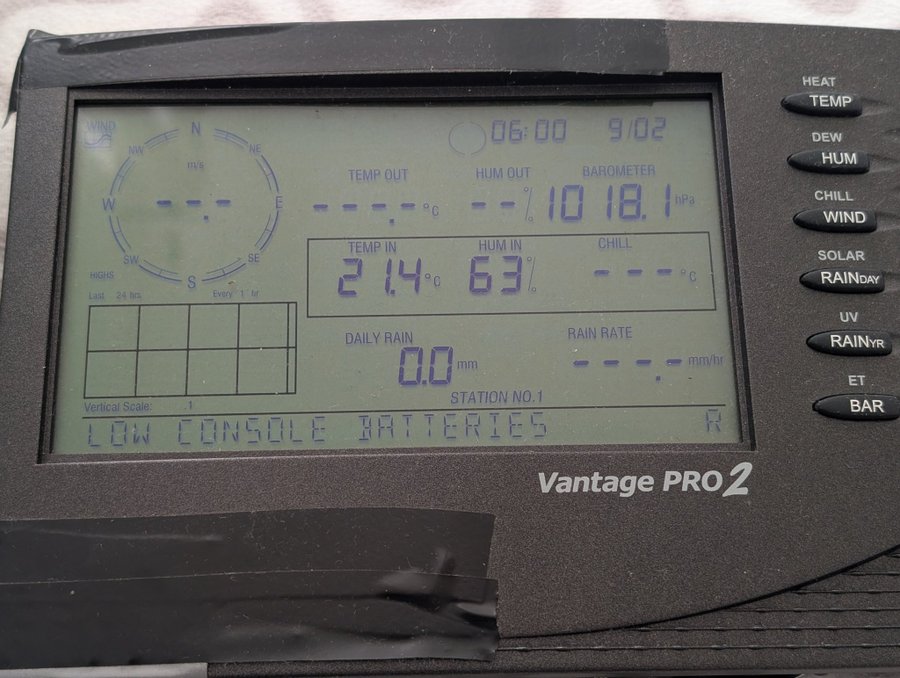 WIND
N
NW
NE
m/s
W
--.-
E
SW
SE
S
HIGHS
06:00 9/02
TEMP OUT HUM OUT BAROMETER
---.- °C -- % 1018.1 hPa
TEMP IN HUM IN CHILL
21.4 °C 63 % --- °C
Last 24 hrs Every 1 hr
DAILY RAIN RAIN RATE
0.0 mm ---.- mm/hr
STATION NO.1
Vertical Scale: .1
LOW CONSOLE BATTERIES R
Vantage PRO2
HEAT
TEMP
DEW
HUM
CHILL
WIND
SOLAR
RAINDAY
UV
RAINYR
ET
BAR